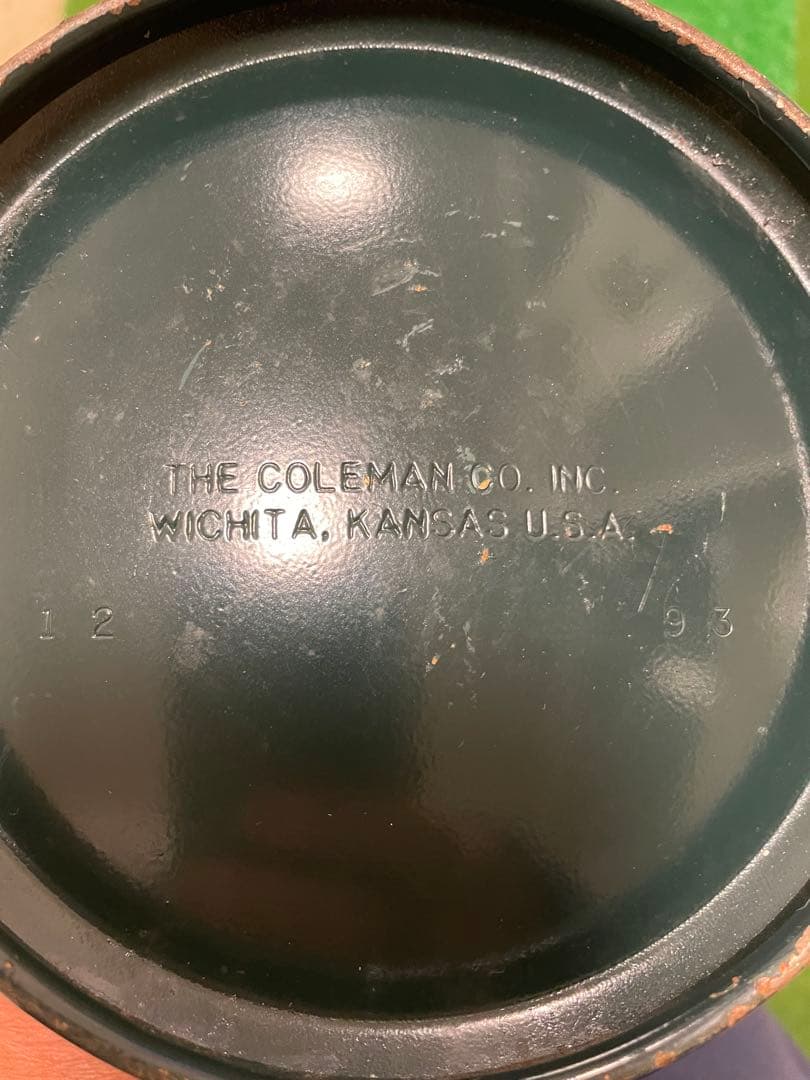 THE COLEMAN CO. INC.
WICHITA, KANSAS U.S.A.
12 93